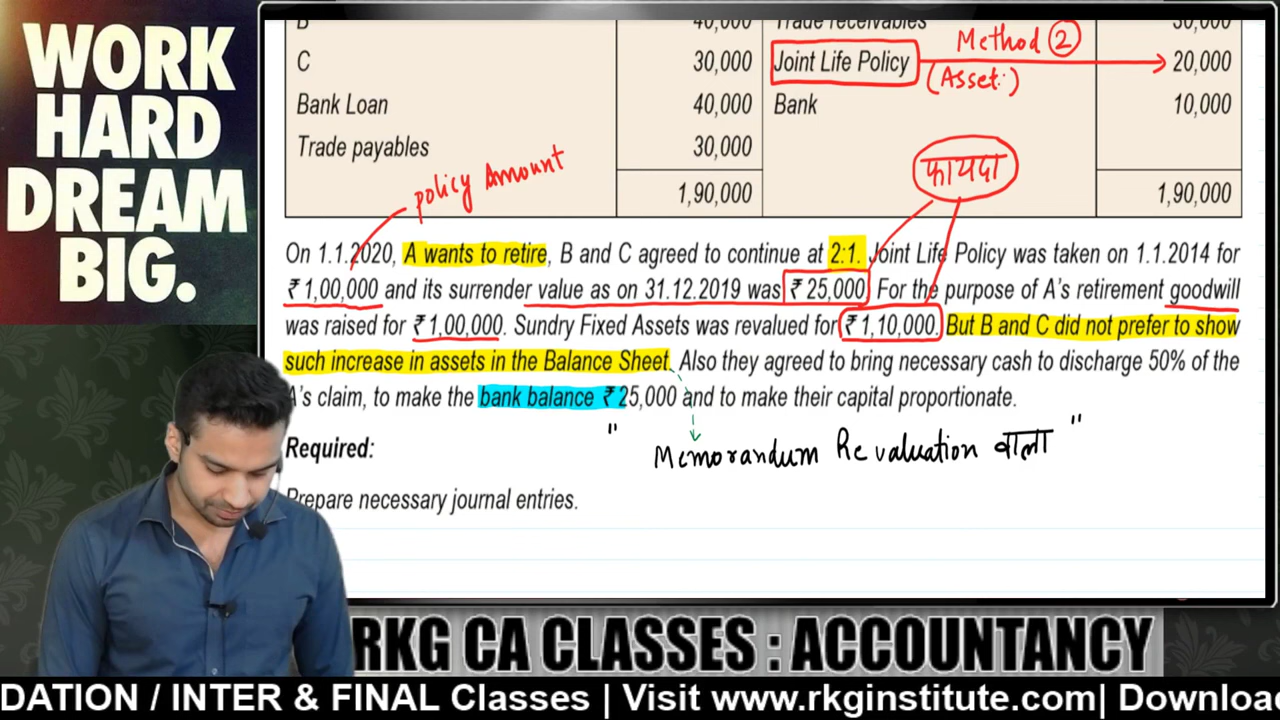 WORK
HARD
DREAM
BIG.
B 40,000 Trade receivables 30,000
C 30,000 Joint Life Policy 20,000
Method ②
(Asset)
Bank Loan 40,000 Bank 10,000
Trade payables 30,000
policy Amount
फायदा
1,90,000 1,90,000
On 1.1.2020, A wants to retire, B and C agreed to continue at 2:1. Joint Life Policy was taken on 1.1.2014 for
₹ 1,00,000 and its surrender value as on 31.12.2019 was ₹ 25,000. For the purpose of A's retirement goodwill
was raised for ₹ 1,00,000. Sundry Fixed Assets was revalued for ₹ 1,10,000. But B and C did not prefer to show
such increase in assets in the Balance Sheet. Also they agreed to bring necessary cash to discharge 50% of the
A's claim, to make the bank balance ₹ 25,000 and to make their capital proportionate.
Required:
" Memorandum Revaluation वाला "
Prepare necessary journal entries.
RKG CA CLASSES : ACCOUNTANCY
DATION / INTER & FINAL Classes | Visit www.rkginstitute.com| Downloa